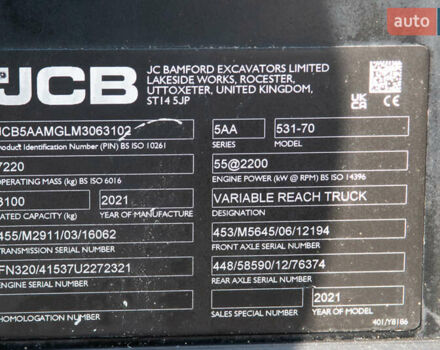 auto
JCB
JC BAMFORD EXCAVATORS LIMITED
LAKESIDE WORKS, ROCESTER,
UTTOXETER, UNITED KINGDOM,
ST14 5JP
UK
CA
CE
JCB5AAMGLM3063102
Product Identification Number (PIN) BS ISO 10261
5AA
SERIES
531-70
MODEL
7220
OPERATING MASS (kg) BS ISO 6016
55@2200
ENGINE POWER (kW @ RPM) BS ISO 14396
3100
RATED CAPACITY (kg)
2021
YEAR OF MANUFACTURE
VARIABLE REACH TRUCK
DESIGNATION
455/M2911/03/16062
TRANSMISSION SERIAL NUMBER
453/M5645/06/12194
FRONT AXLE SERIAL NUMBER
FN320/41537U2272321
ENGINE SERIAL NUMBER
448/58590/12/76374
REAR AXLE SERIAL NUMBER
HOMOLOGATION NUMBER
SALES SPECIAL NUMBER
2021
YEAR OF MODEL
401/Y8186